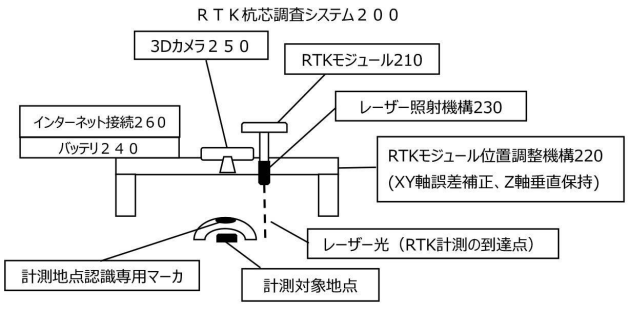 ＲＴＫ杭芯調査システム２００
3Dカメラ２５０
RTKモジュール210
レーザー照射機構230
インターネット接続２６０
バッテリ２４０
RTKモジュール位置調整機構220
(XY軸誤差補正、Z軸垂直保持)
レーザー光（RTK計測の到達点）
計測地点認識専用マーカ
計測対象地点